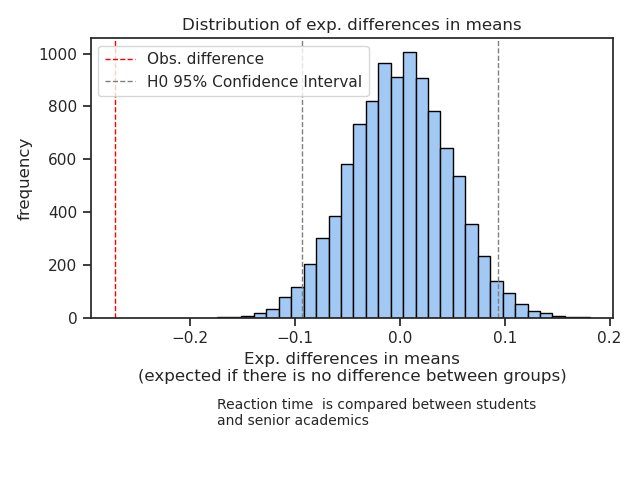 Distribution of exp. differences in means
Obs. difference
H0 95% Confidence Interval
frequency
1000
800
600
400
200
0
−0.2
−0.1
0.0
0.1
0.2
Exp. differences in means
(expected if there is no difference between groups)
Reaction time  is compared between students
and senior academics